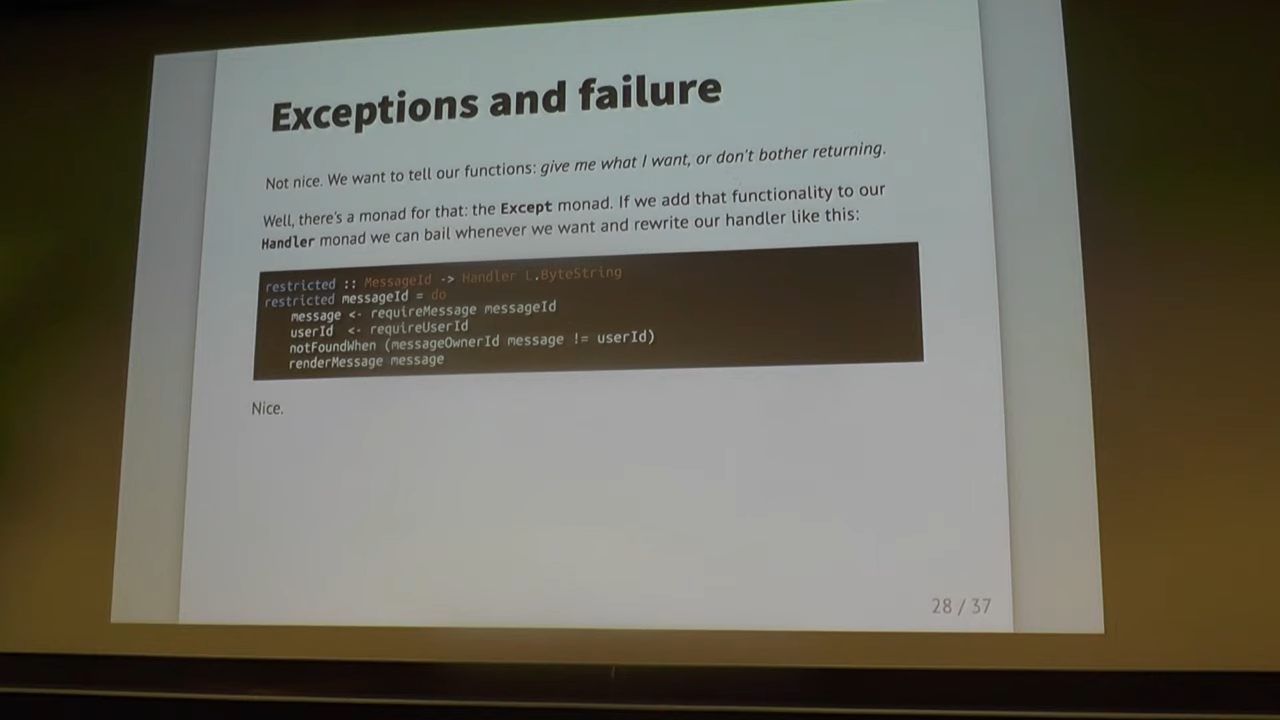 Exceptions and failure
Not nice. We want to tell our functions: give me what I want, or don't bother returning.
Well, there's a monad for that: the Except monad. If we add that functionality to our
Handler monad we can bail whenever we want and rewrite our handler like this:
restricted :: MessageId -> Handler L.ByteString
restricted messageId = do
    message <- requireMessage messageId
    userId  <- requireUserId
    notFoundWhen (messageOwnerId message != userId)
    renderMessage message
Nice.
28 / 37